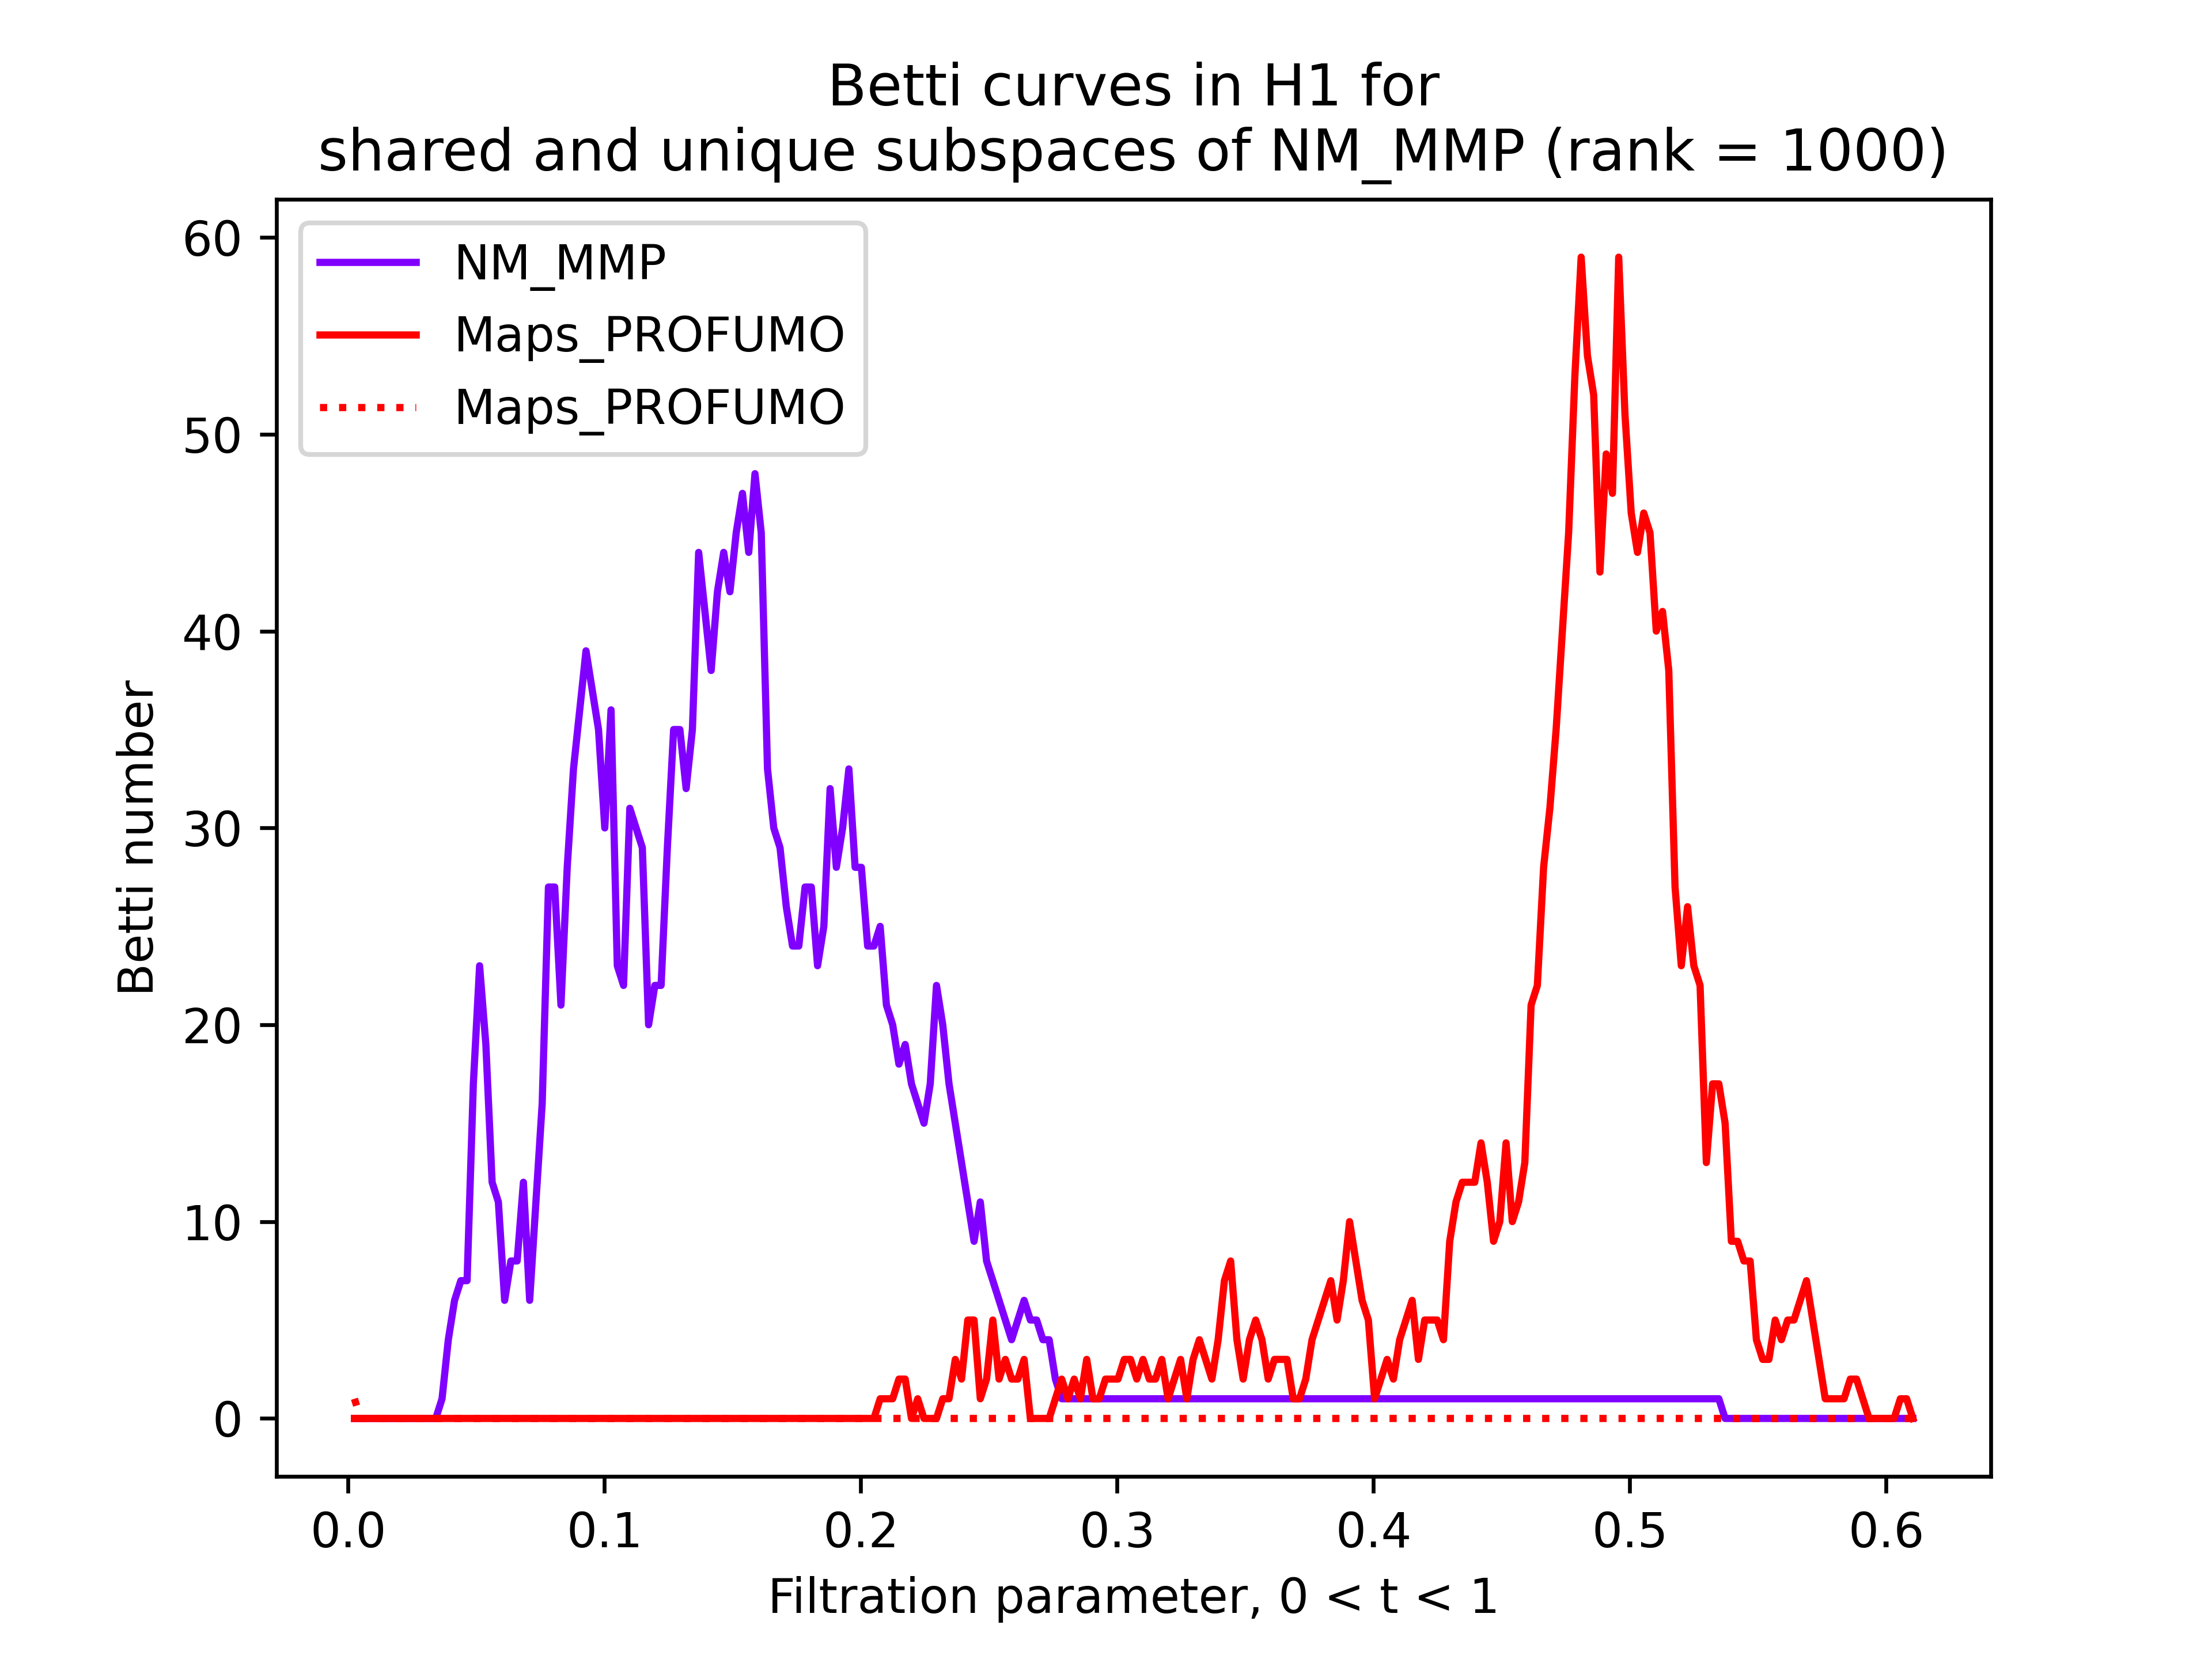 Betti curves in H1 for
shared and unique subspaces of NM_MMP (rank = 1000)
NM_MMP
Maps_PROFUMO
Maps_PROFUMO
60
50
40
30
20
10
0
Betti number
0.0 0.1 0.2 0.3 0.4 0.5 0.6
Filtration parameter, 0 < t < 1